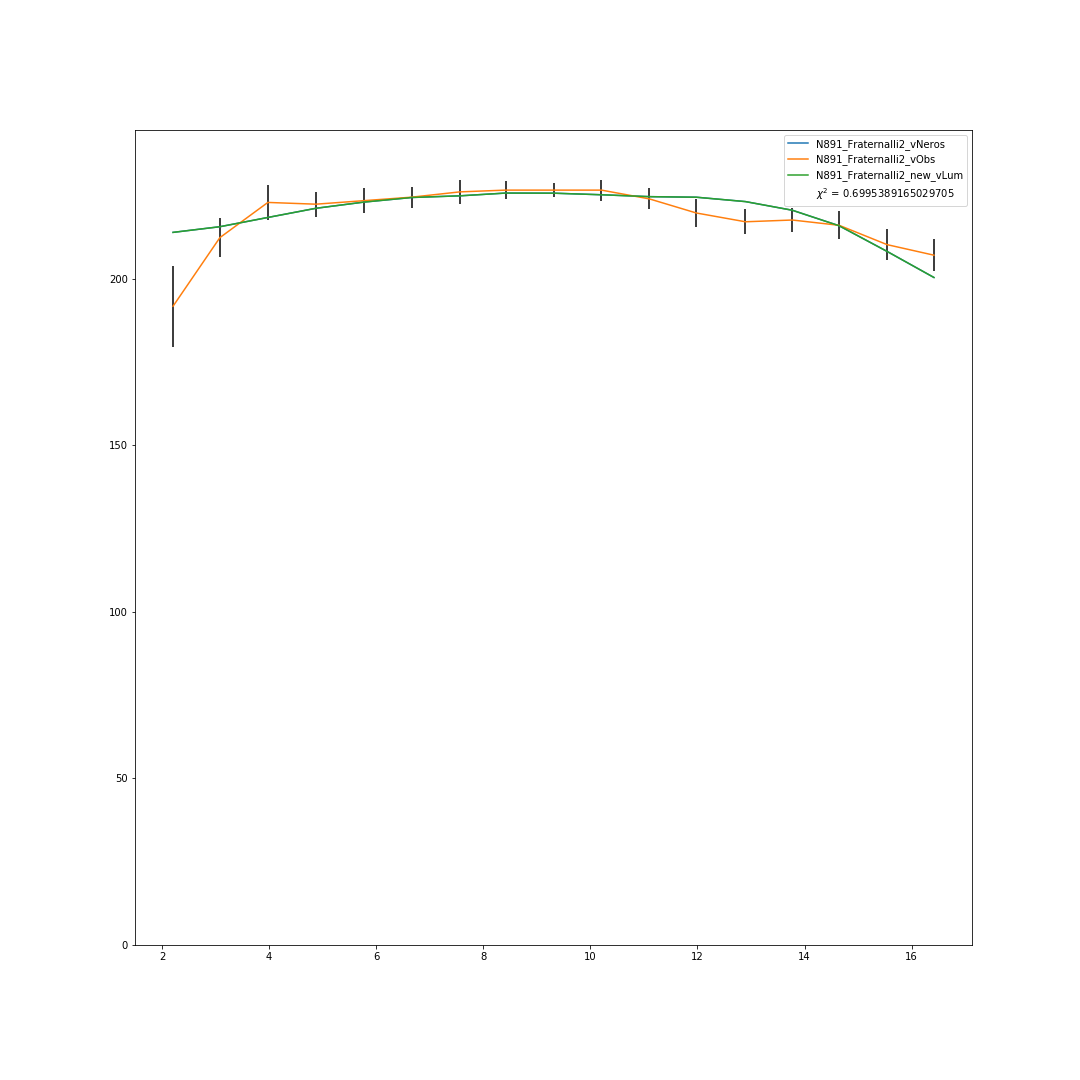 N891_Fraternalli2_vNeros
N891_Fraternalli2_vObs
N891_Fraternalli2_new_vLum
χ² = 0.6995389165029705
200
150
100
50
0
2 4 6 8 10 12 14 16